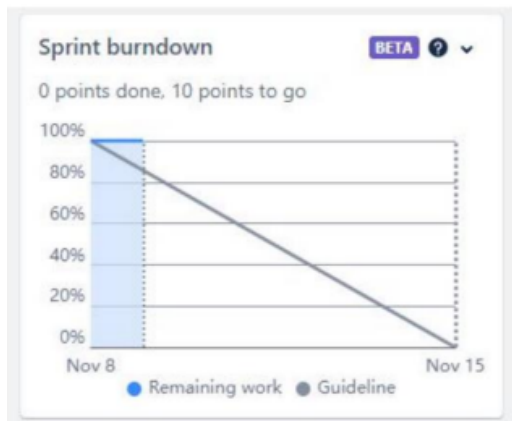 Sprint burndown BETA ?
0 points done, 10 points to go
100%
80%
60%
40%
20%
0%
Nov 8 Nov 15
Remaining work Guideline